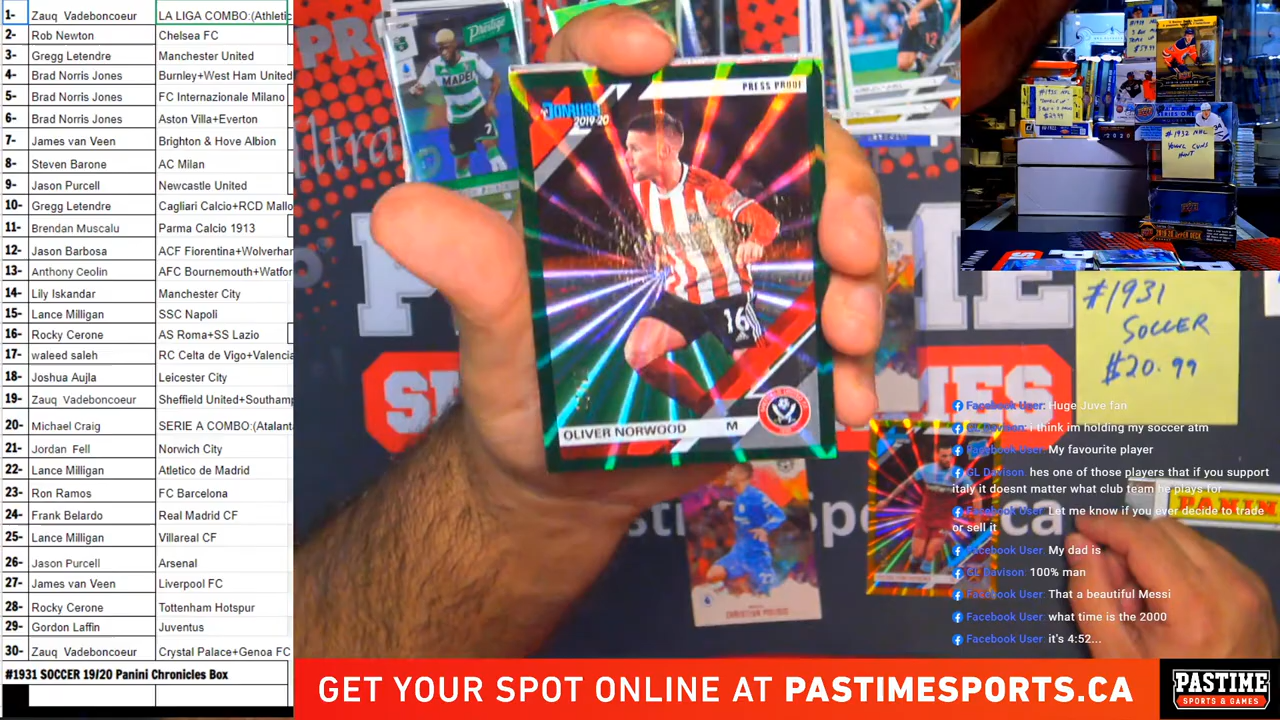 1- Zauq Vadeboncoeur LA LIGA COMBO:(Athletic
2- Rob Newton Chelsea FC
3- Gregg Letendre Manchester United
4- Brad Norris Jones Burnley+West Ham United
5- Brad Norris Jones FC Internazionale Milano
6- Brad Norris Jones Aston Villa+Everton
7- James van Veen Brighton & Hove Albion
8- Steven Barone AC Milan
9- Jason Purcell Newcastle United
10- Gregg Letendre Cagliari Calcio+RCD Mallo
11- Brendan Muscalu Parma Calcio 1913
12- Jason Barbosa ACF Fiorentina+Wolverhan
13- Anthony Ceolin AFC Bournemouth+Watfor
14- Lily Iskandar Manchester City
15- Lance Milligan SSC Napoli
16- Rocky Cerone AS Roma+SS Lazio
17- waleed saleh RC Celta de Vigo+Valencia
18- Joshua Aujla Leicester City
19- Zauq Vadeboncoeur Sheffield United+Southamp
20- Michael Craig SERIE A COMBO:(Atalant
21- Jordan Fell Norwich City
22- Lance Milligan Atletico de Madrid
23- Ron Ramos FC Barcelona
24- Frank Belardo Real Madrid CF
25- Lance Milligan Villareal CF
26- Jason Purcell Arsenal
27- James van Veen Liverpool FC
28- Rocky Cerone Tottenham Hotspur
29- Gordon Laffin Juventus
30- Zauq Vadeboncoeur Crystal Palace+Genoa FC
#1931 SOCCER 19/20 Panini Chronicles Box
MAPEI
PRESS PROOF
DONRUSS
2019-20
16
OLIVER NORWOOD M
CHRISTIAN PULISIC
#1932 NHL
YOUNG GUNS
HUNT
#1931
SOCCER
$20.99
PANINI
Facebook User: Huge Juve fan
GL Davison: i think im holding my soccer atm
Facebook User: My favourite player
GL Davison: hes one of those players that if you support
italy it doesnt matter what club team he plays for
Facebook User: Let me know if you ever decide to trade
or sell it
Facebook User: My dad is
GL Davison: 100% man
Facebook User: That a beautiful Messi
Facebook User: what time is the 2000
Facebook User: it's 4:52...
GET YOUR SPOT ONLINE AT PASTIMESPORTS.CA
PASTIME
SPORTS & GAMES